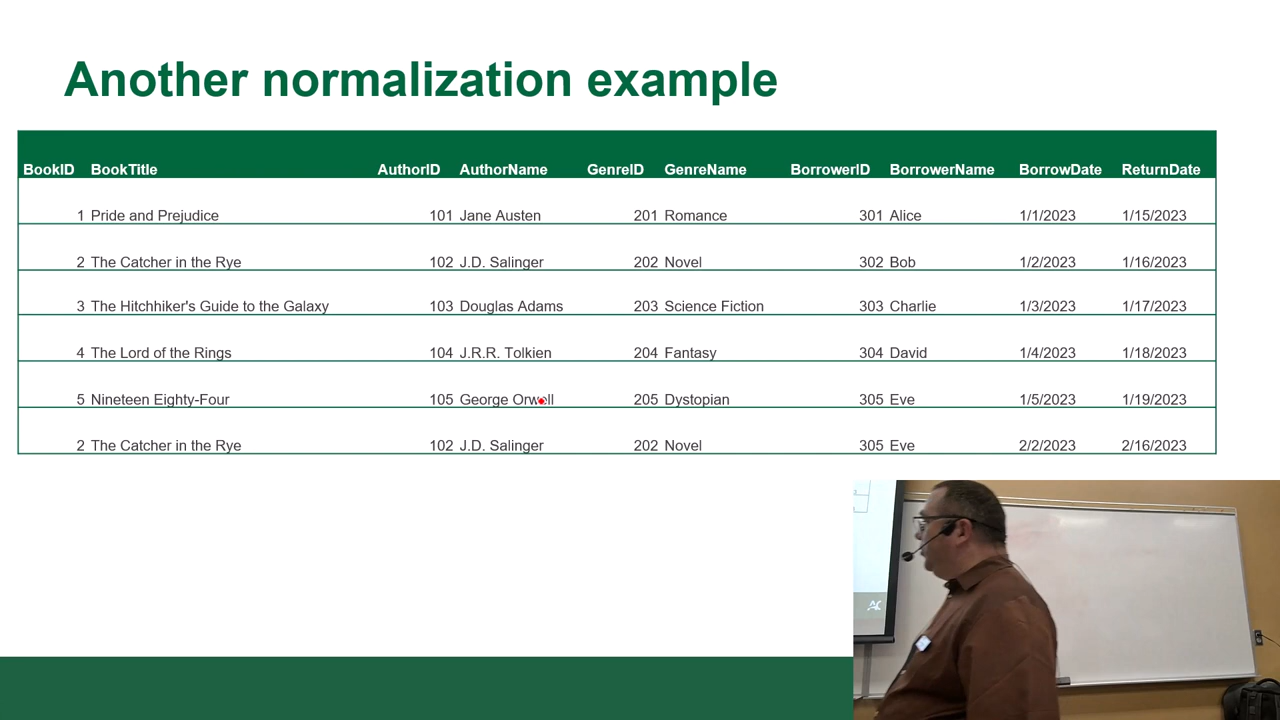 Another normalization example
BookID BookTitle AuthorID AuthorName GenreID GenreName BorrowerID BorrowerName BorrowDate ReturnDate
1 Pride and Prejudice 101 Jane Austen 201 Romance 301 Alice 1/1/2023 1/15/2023
2 The Catcher in the Rye 102 J.D. Salinger 202 Novel 302 Bob 1/2/2023 1/16/2023
3 The Hitchhiker's Guide to the Galaxy 103 Douglas Adams 203 Science Fiction 303 Charlie 1/3/2023 1/17/2023
4 The Lord of the Rings 104 J.R.R. Tolkien 204 Fantasy 304 David 1/4/2023 1/18/2023
5 Nineteen Eighty-Four 105 George Orwell 205 Dystopian 305 Eve 1/5/2023 1/19/2023
2 The Catcher in the Rye 102 J.D. Salinger 202 Novel 305 Eve 2/2/2023 2/16/2023